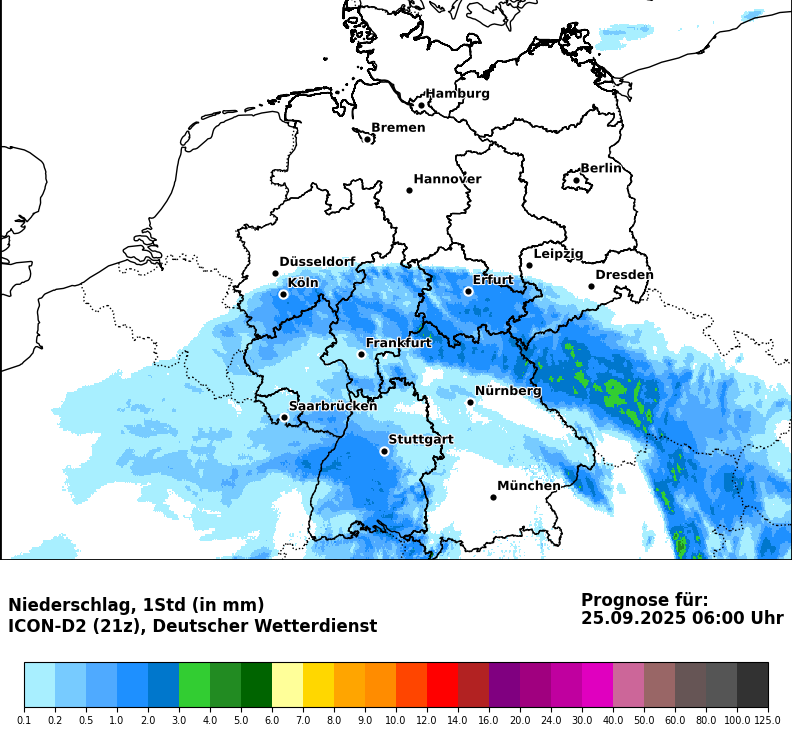 Hamburg
Bremen
Berlin
Hannover
Leipzig
Düsseldorf
Dresden
Erfurt
Köln
Frankfurt
Nürnberg
Saarbrücken
Stuttgart
München
Niederschlag, 1Std (in mm)
ICON-D2 (21z), Deutscher Wetterdienst
Prognose für:
25.09.2025 06:00 Uhr
0.1 0.2 0.5 1.0 2.0 3.0 4.0 5.0 6.0 7.0 8.0 9.0 10.0 12.0 14.0 16.0 20.0 24.0 30.0 40.0 50.0 60.0 80.0 100.0 125.0